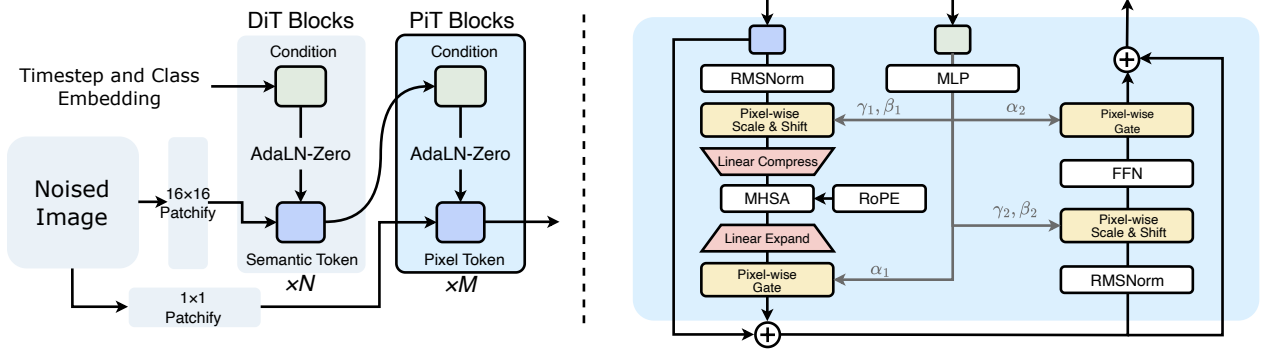 DiT Blocks
PiT Blocks
Condition
Condition
Timestep and Class
Embedding
AdaLN-Zero
AdaLN-Zero
Noised
Image
16×16
Patchify
Semantic Token
Pixel Token
×N
×M
1×1
Patchify
RMSNorm
Pixel-wise
Scale & Shift
Linear Compress
MHSA
RoPE
Linear Expand
Pixel-wise
Gate
MLP
γ₁, β₁
α₂
γ₂, β₂
α₁
Pixel-wise
Gate
FFN
Pixel-wise
Scale & Shift
RMSNorm